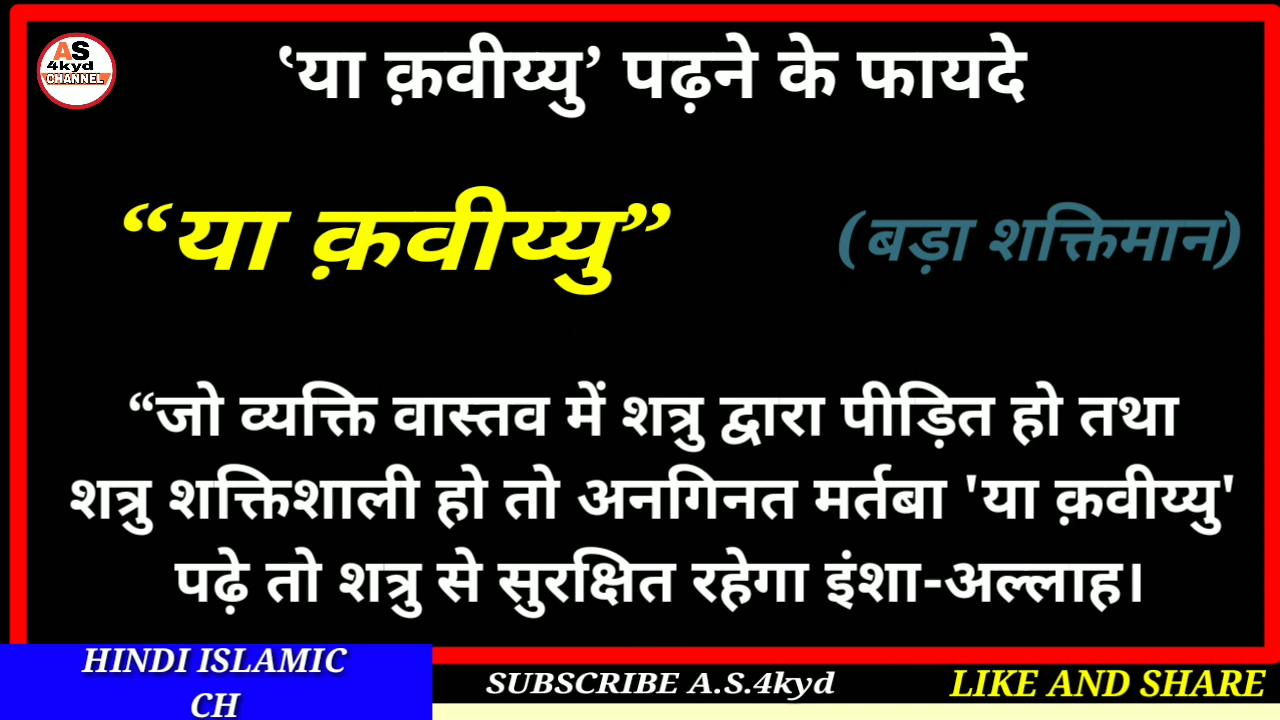 AS
4kyd
CHANNEL
‘या क़वीय्यु’ पढ़ने के फायदे
“या क़वीय्यु” (बड़ा शक्तिमान)
“जो व्यक्ति वास्तव में शत्रु द्वारा पीड़ित हो तथा
शत्रु शक्तिशाली हो तो अनगिनत मर्तबा 'या क़वीय्यु'
पढ़े तो शत्रु से सुरक्षित रहेगा इंशा-अल्लाह।
HINDI ISLAMIC
CH
SUBSCRIBE A.S.4kyd
LIKE AND SHARE